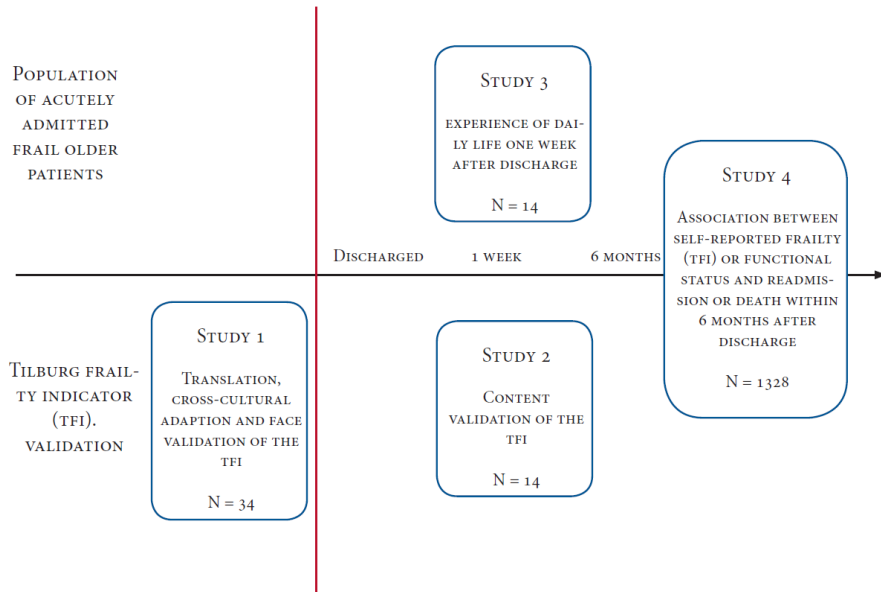 Population
of acutely
admitted
frail older
patients
Study 3
experience of dai-
ly life one week
after discharge
N = 14
Study 4
Association between
self-reported frailty
(TFI) or functional
status and readmis-
sion or death within
6 months after
discharge
N = 1328
Discharged
1 week
6 months
Tilburg frail-
ty indicator
(TFI).
validation
Study 1
Translation,
cross-cultural
adaption and face
validation of the
TFI
N = 34
Study 2
Content
validation of the
TFI
N = 14